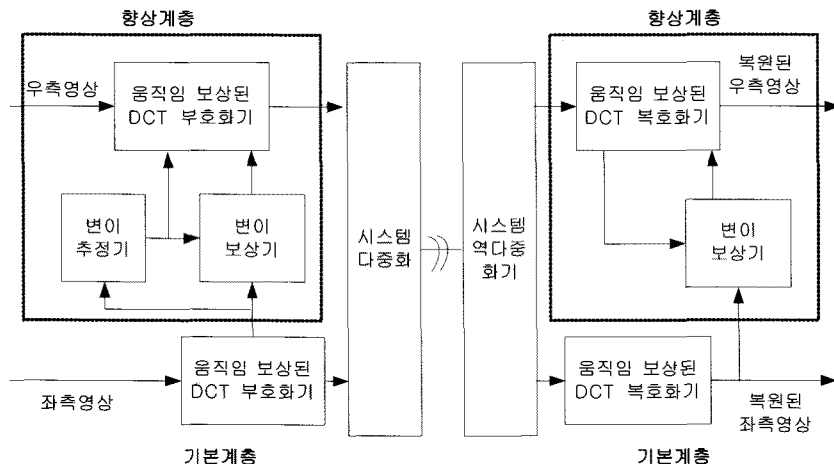 향상계층
우측영상
움직임 보상된
DCT 부호화기
변이
추정기
변이
보상기
움직임 보상된
DCT 부호화기
좌측영상
기본계층
시스템
다중화
시스템
역다중
화기
향상계층
움직임 보상된
DCT 복호화기
복원된
우측영상
변이
보상기
움직임 보상된
DCT 복호화기
복원된
좌측영상
기본계층